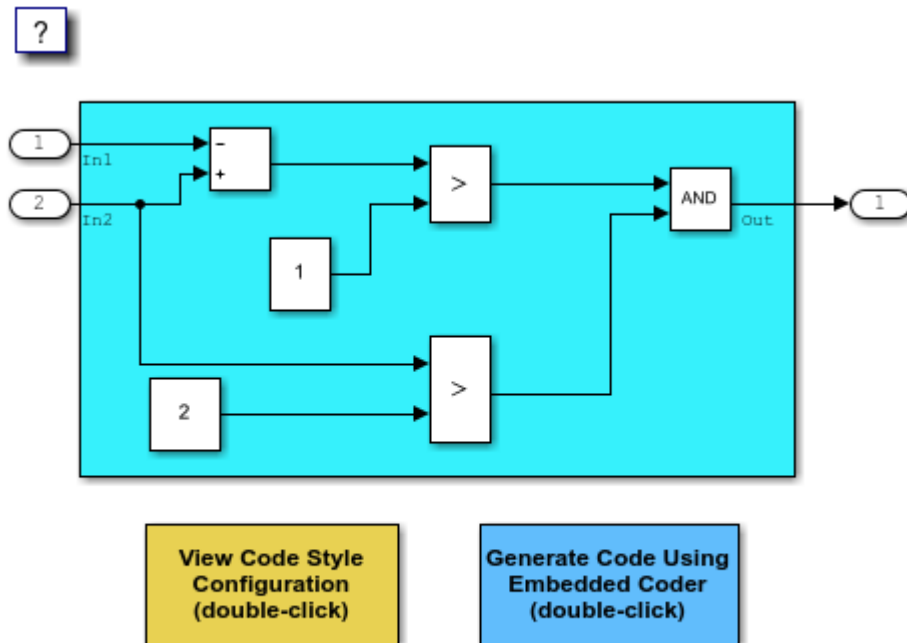 ?
1
In1
-
+
>
2
In2
1
AND
Out
1
>
2
View Code Style
Configuration
(double-click)
Generate Code Using
Embedded Coder
(double-click)